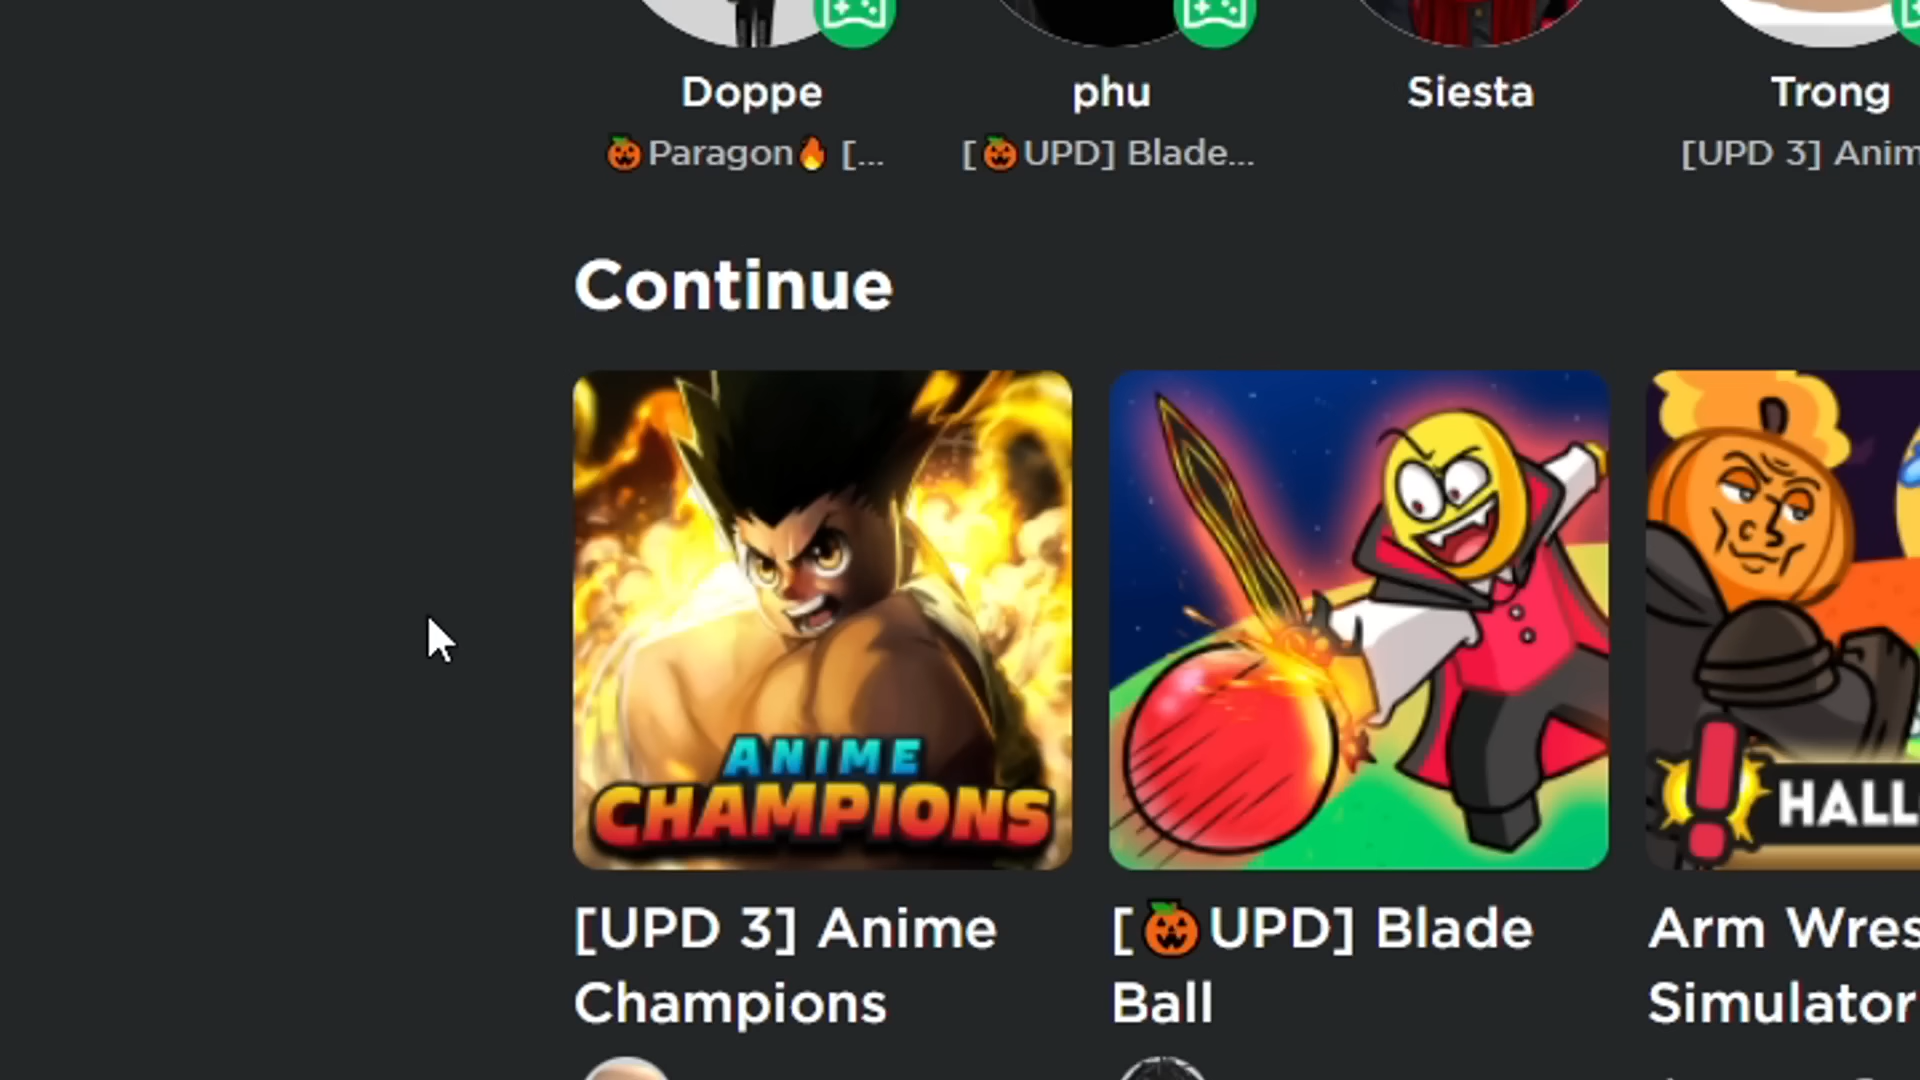 Doppe
phu
Siesta
Trong
🎃Paragon🔥 [...
[🎃UPD] Blade...
[UPD 3] Anim
Continue
ANIME
CHAMPIONS
HALL
[UPD 3] Anime
Champions
[🎃UPD] Blade
Ball
Arm Wres
Simulator